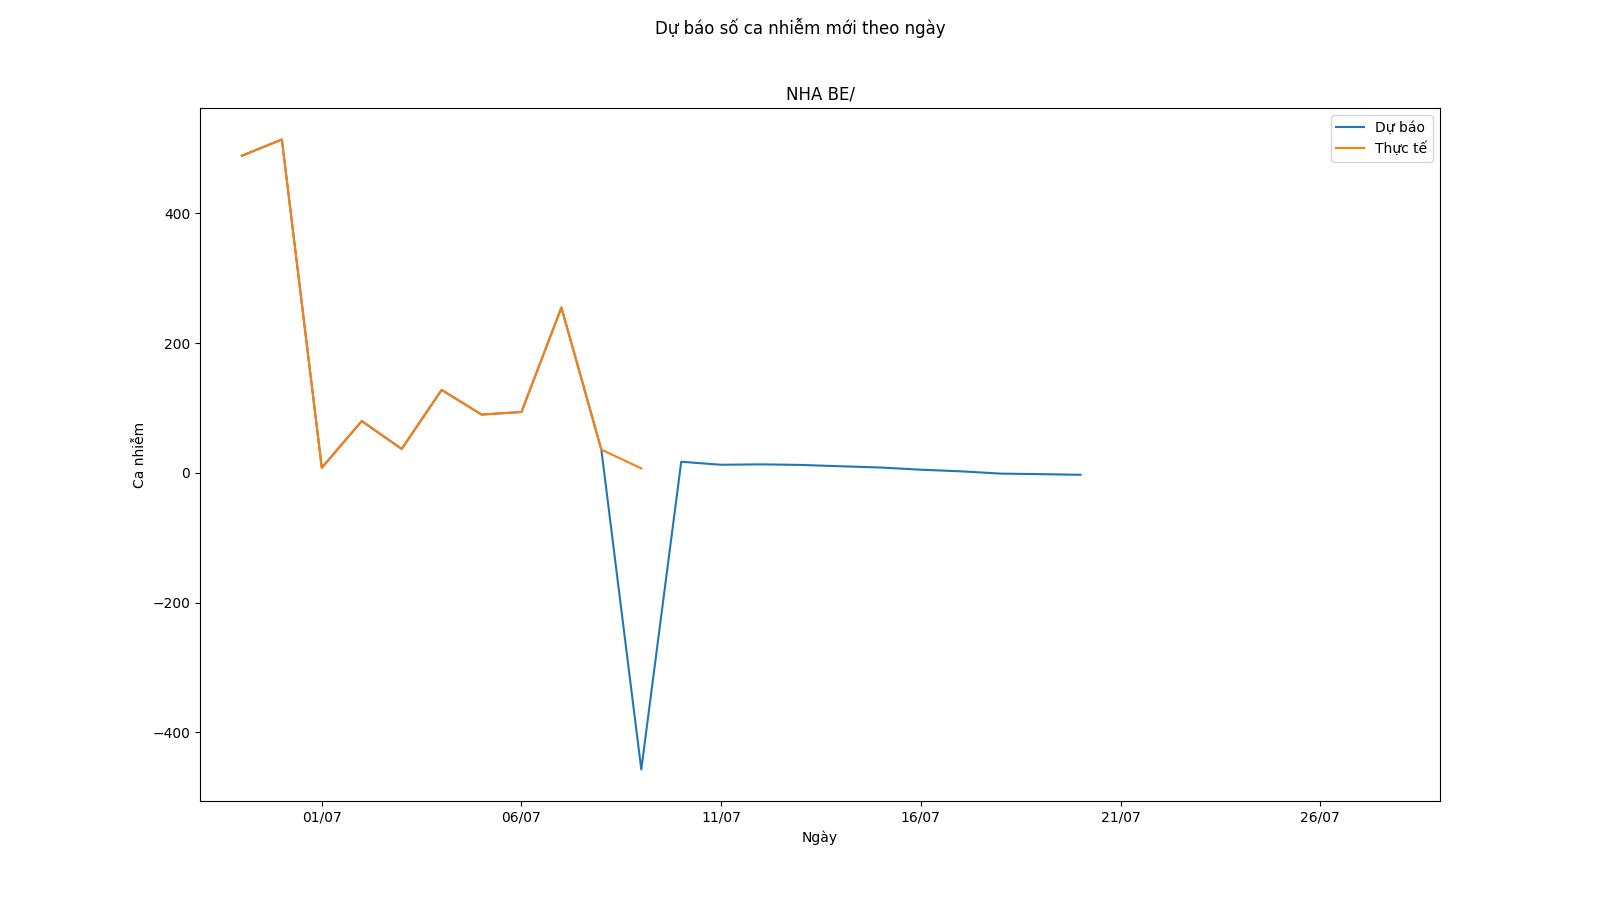 Dự báo số ca nhiễm mới theo ngày
NHA BE/
Dự báo
Thực tế
400
200
0
−200
−400
Ca nhiễm
01/07
06/07
11/07
16/07
21/07
26/07
Ngày